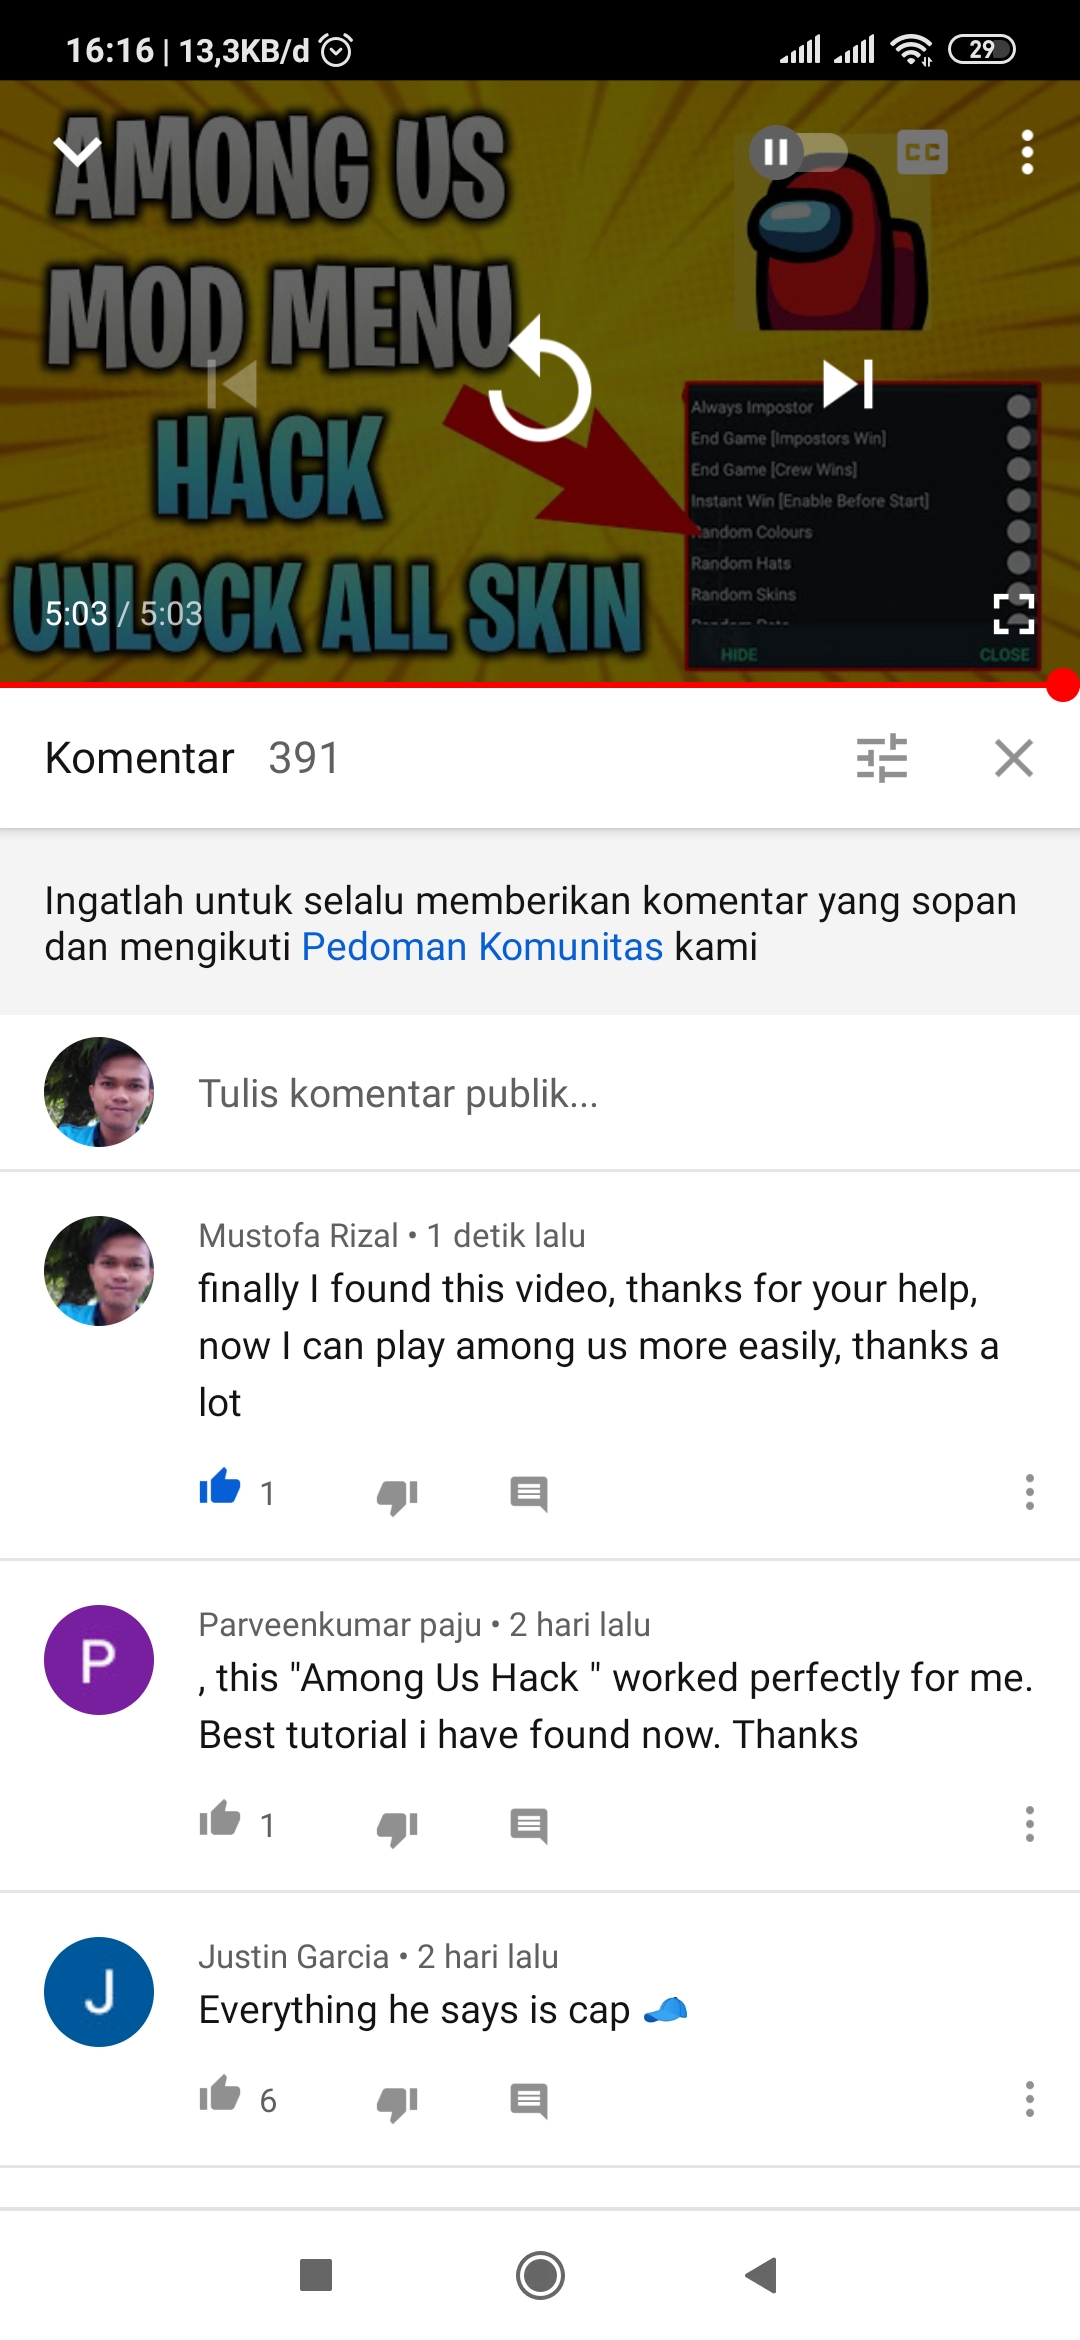 16:16 | 13,3KB/d
29
AMONG US
CC
MOD MENU
HACK
UNLOCK ALL SKIN
Always Impostor
End Game [Impostors Win]
End Game [Crew Wins]
Instant Win [Enable Before Start]
Random Colours
Random Hats
Random Skins
HIDE CLOSE
5:03 / 5:03
Komentar 391
Ingatlah untuk selalu memberikan komentar yang sopan
dan mengikuti Pedoman Komunitas kami
Tulis komentar publik...
Mustofa Rizal • 1 detik lalu
finally I found this video, thanks for your help,
now I can play among us more easily, thanks a
lot
1
P
Parveenkumar paju • 2 hari lalu
, this "Among Us Hack " worked perfectly for me.
Best tutorial i have found now. Thanks
1
J
Justin Garcia • 2 hari lalu
Everything he says is cap 🧢
6